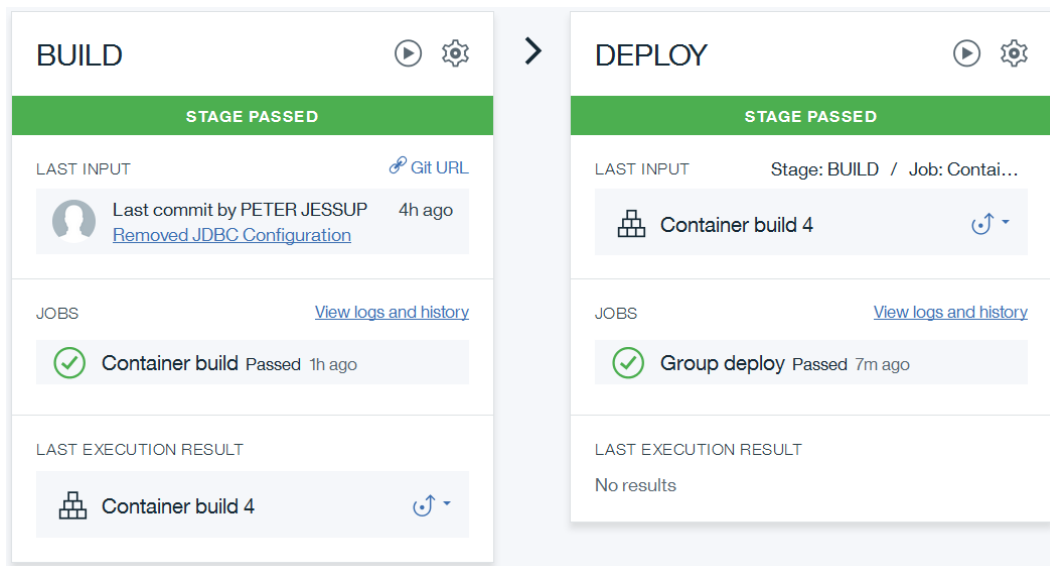 BUILD
STAGE PASSED
LAST INPUT Git URL
Last commit by PETER JESSUP 4h ago
Removed JDBC Configuration
JOBS View logs and history
Container build Passed 1h ago
LAST EXECUTION RESULT
Container build 4
DEPLOY
STAGE PASSED
LAST INPUT Stage: BUILD / Job: Contai...
Container build 4
JOBS View logs and history
Group deploy Passed 7m ago
LAST EXECUTION RESULT
No results